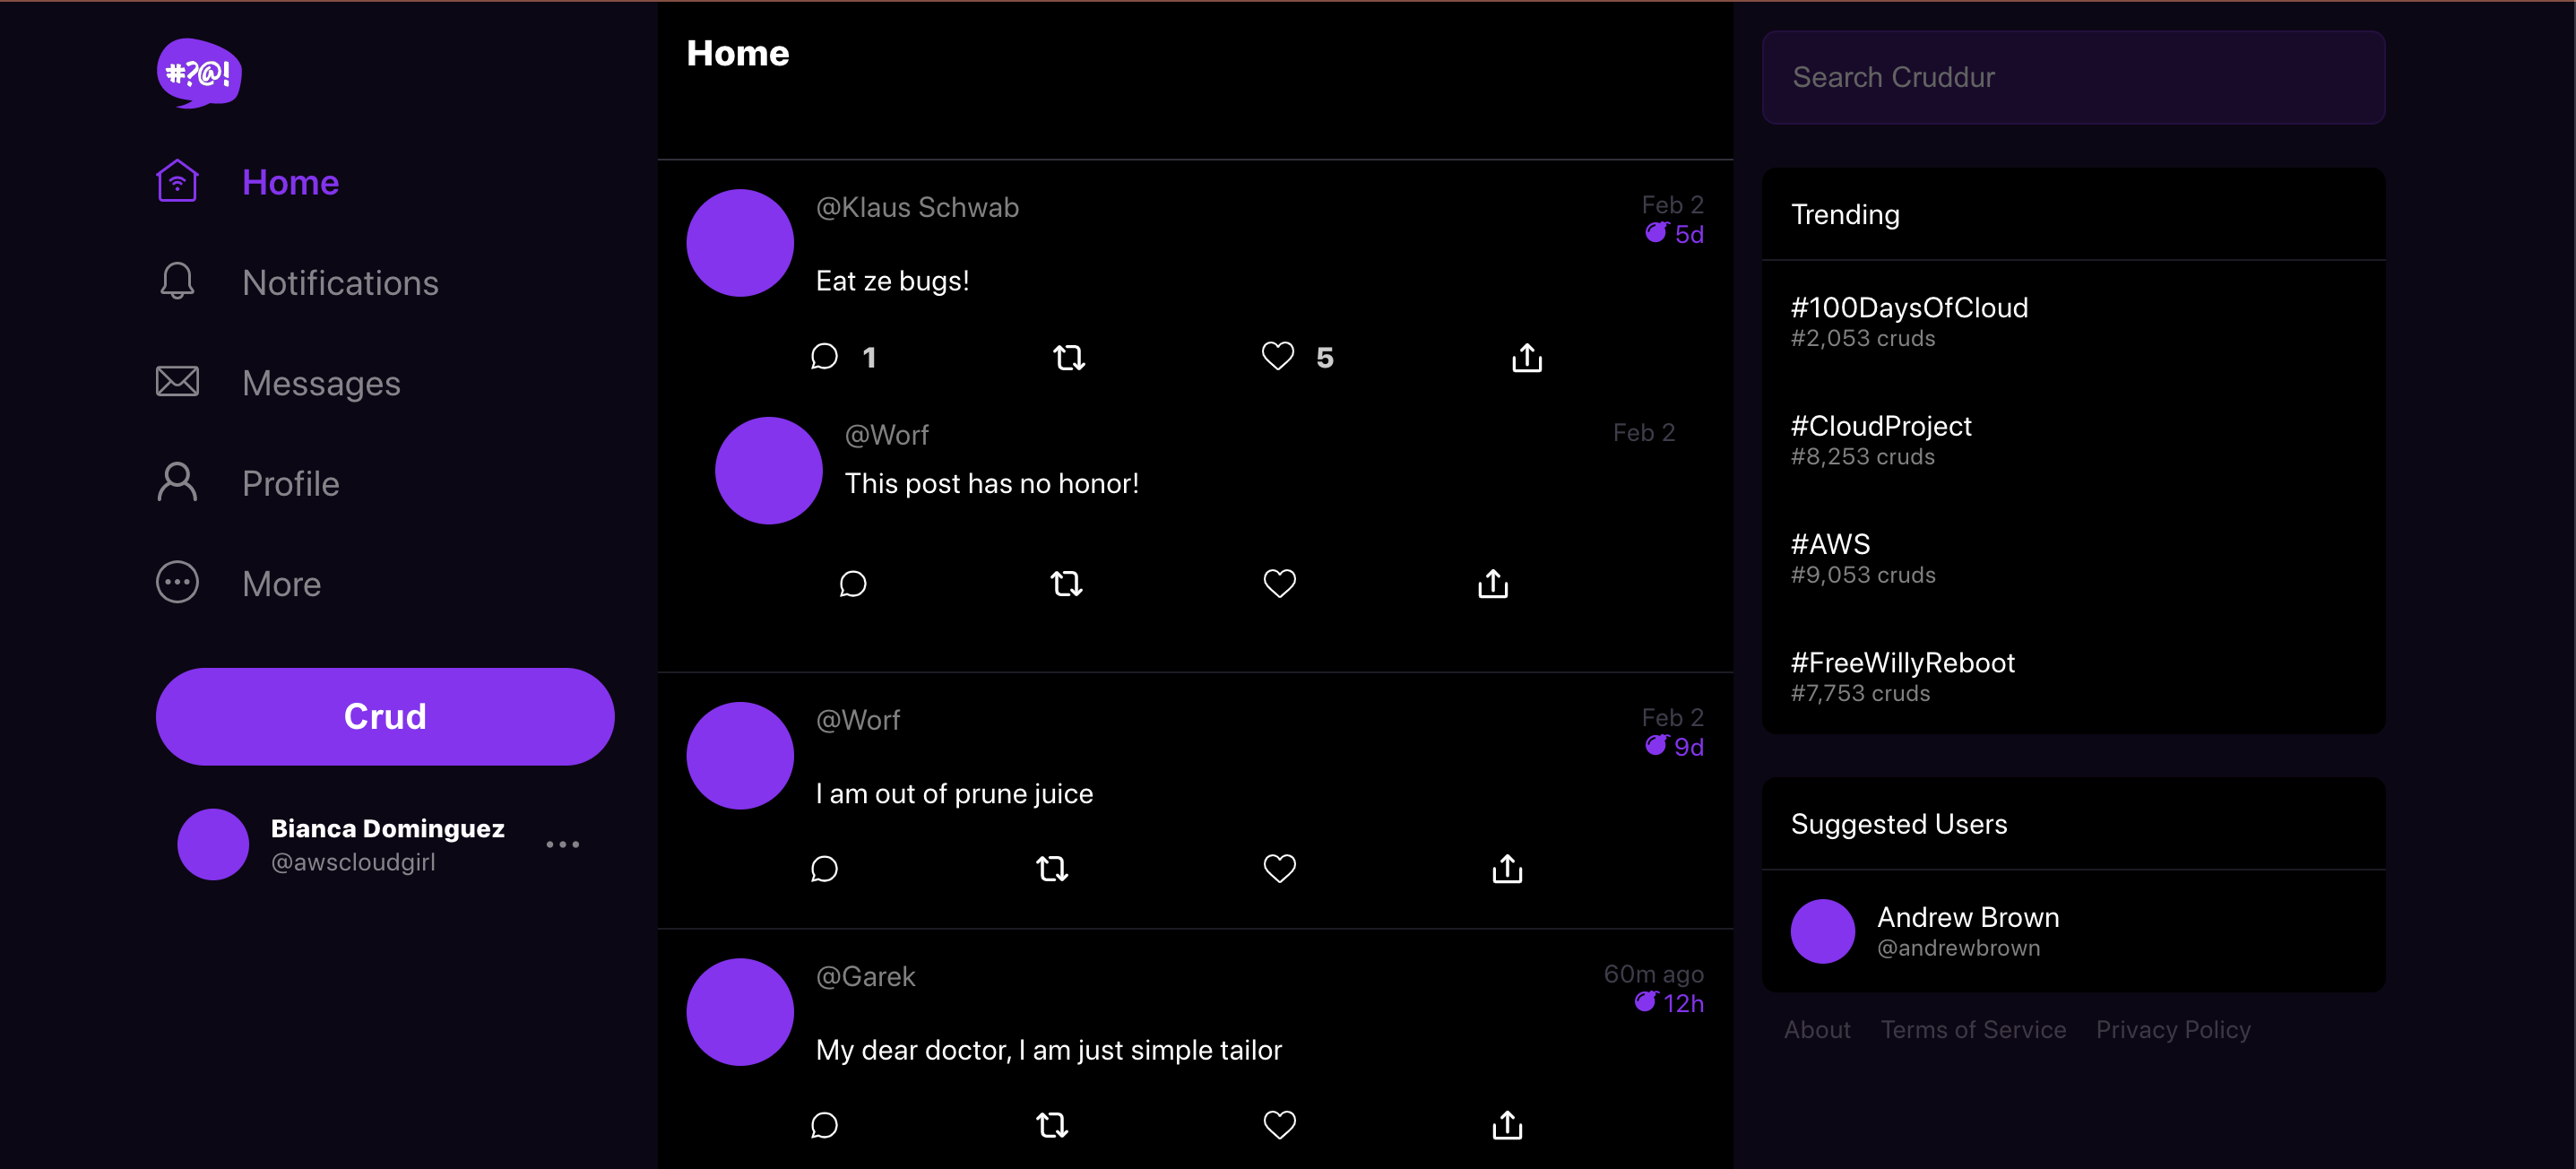 #?@!
Home
Notifications
Messages
Profile
More
Crud
Bianca Dominguez
@awscloudgirl
Home
@Klaus Schwab
Feb 2
5d
Eat ze bugs!
1
5
@Worf
Feb 2
This post has no honor!
@Worf
Feb 2
9d
I am out of prune juice
@Garek
60m ago
12h
My dear doctor, I am just simple tailor
Search Cruddur
Trending
#100DaysOfCloud
#2,053 cruds
#CloudProject
#8,253 cruds
#AWS
#9,053 cruds
#FreeWillyReboot
#7,753 cruds
Suggested Users
Andrew Brown
@andrewbrown
About Terms of Service Privacy Policy